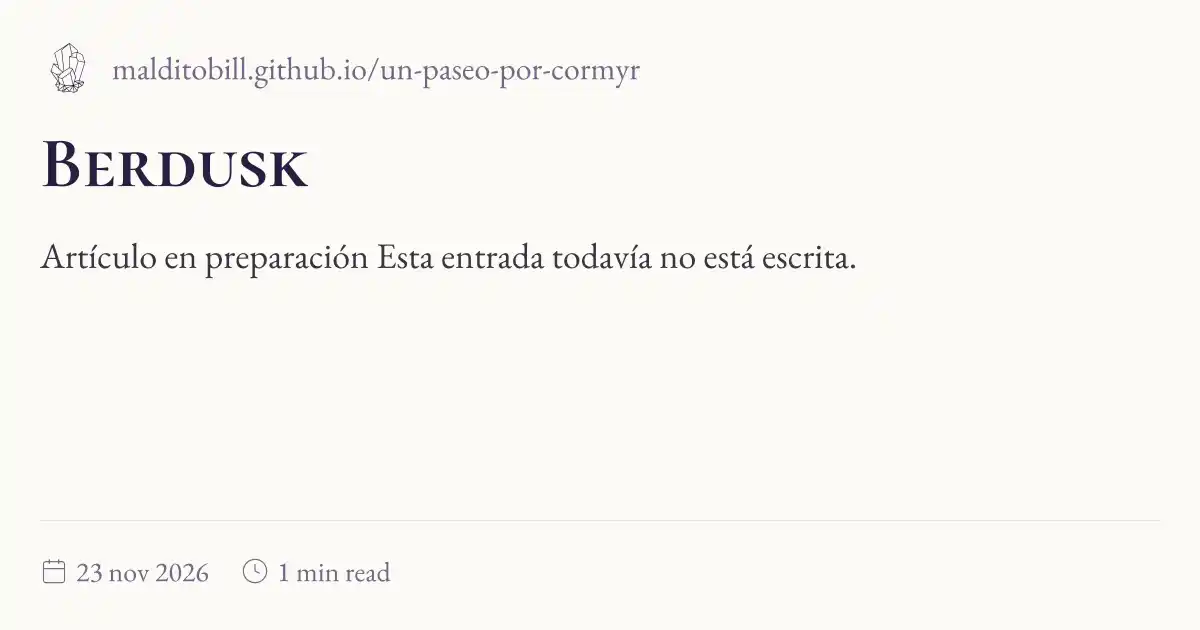 malditobill.github.io/un-paseo-por-cormyr
Berdusk
Artículo en preparación Esta entrada todavía no está escrita.
23 nov 2026 1 min read